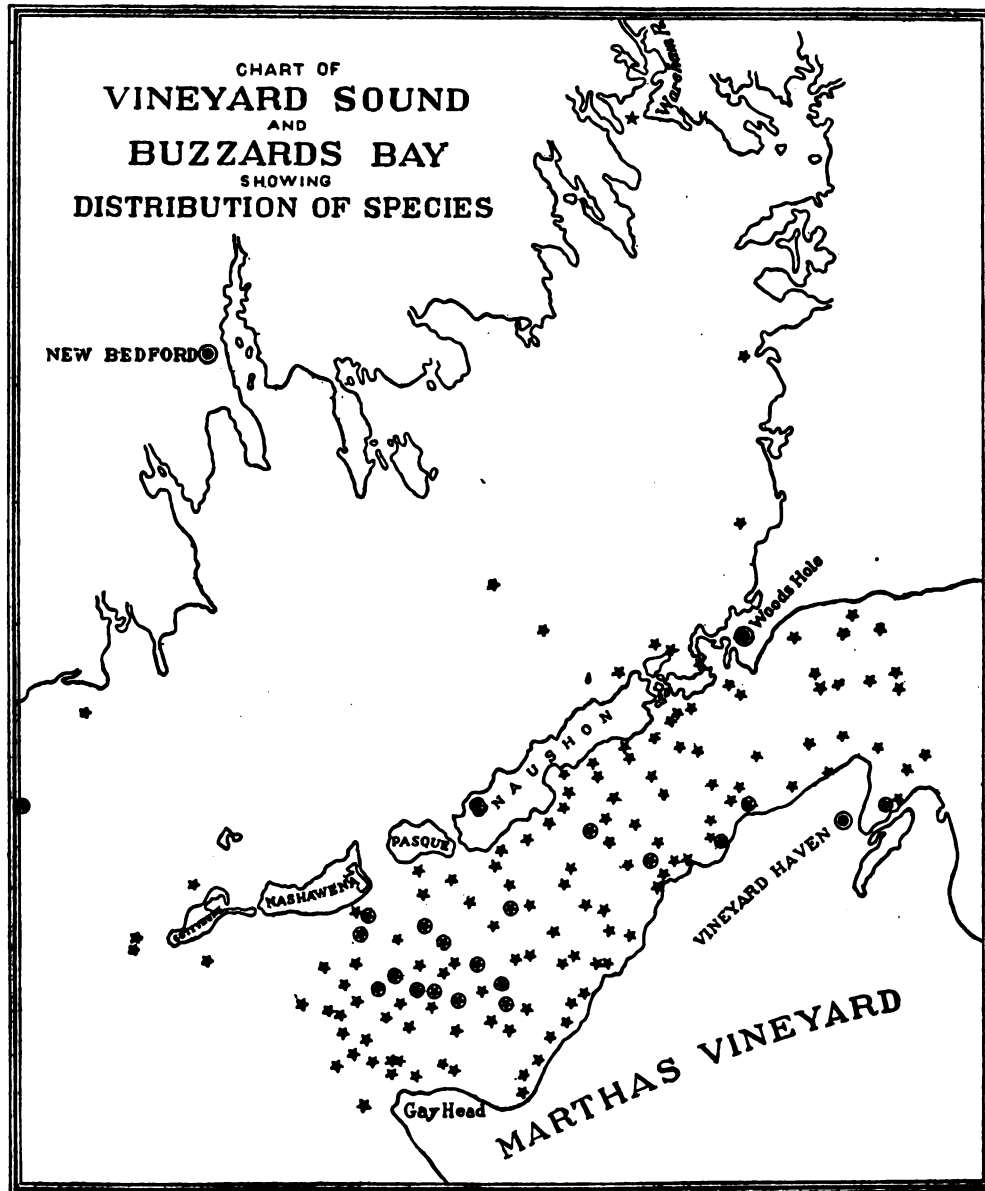 CHART OF
VINEYARD SOUND
AND
BUZZARDS BAY
SHOWING
DISTRIBUTION OF SPECIES
Wareham R.
NEW BEDFORD
Woods Hole
NAUSHON
PASQUE
NASHAWENA
VINEYARD HAVEN
MARTHAS VINEYARD
Gay Head